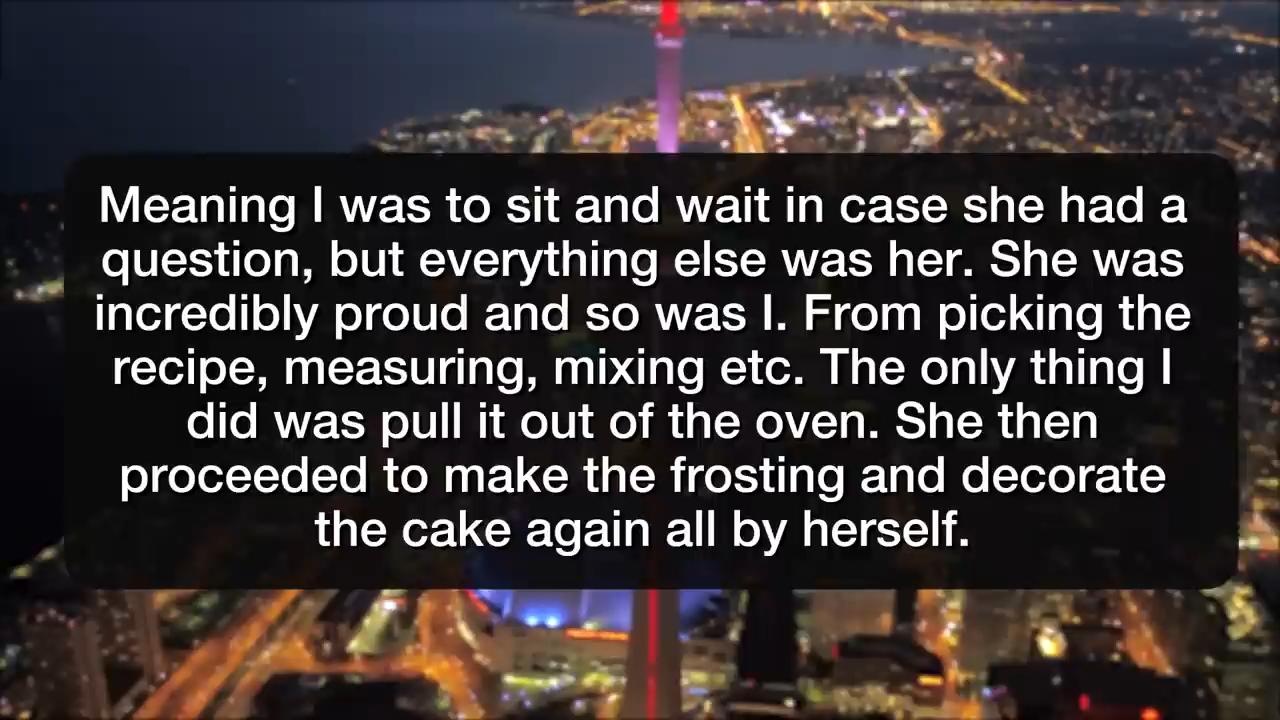 Meaning I was to sit and wait in case she had a
question, but everything else was her. She was
incredibly proud and so was I. From picking the
recipe, measuring, mixing etc. The only thing I
did was pull it out of the oven. She then
proceeded to make the frosting and decorate
the cake again all by herself.